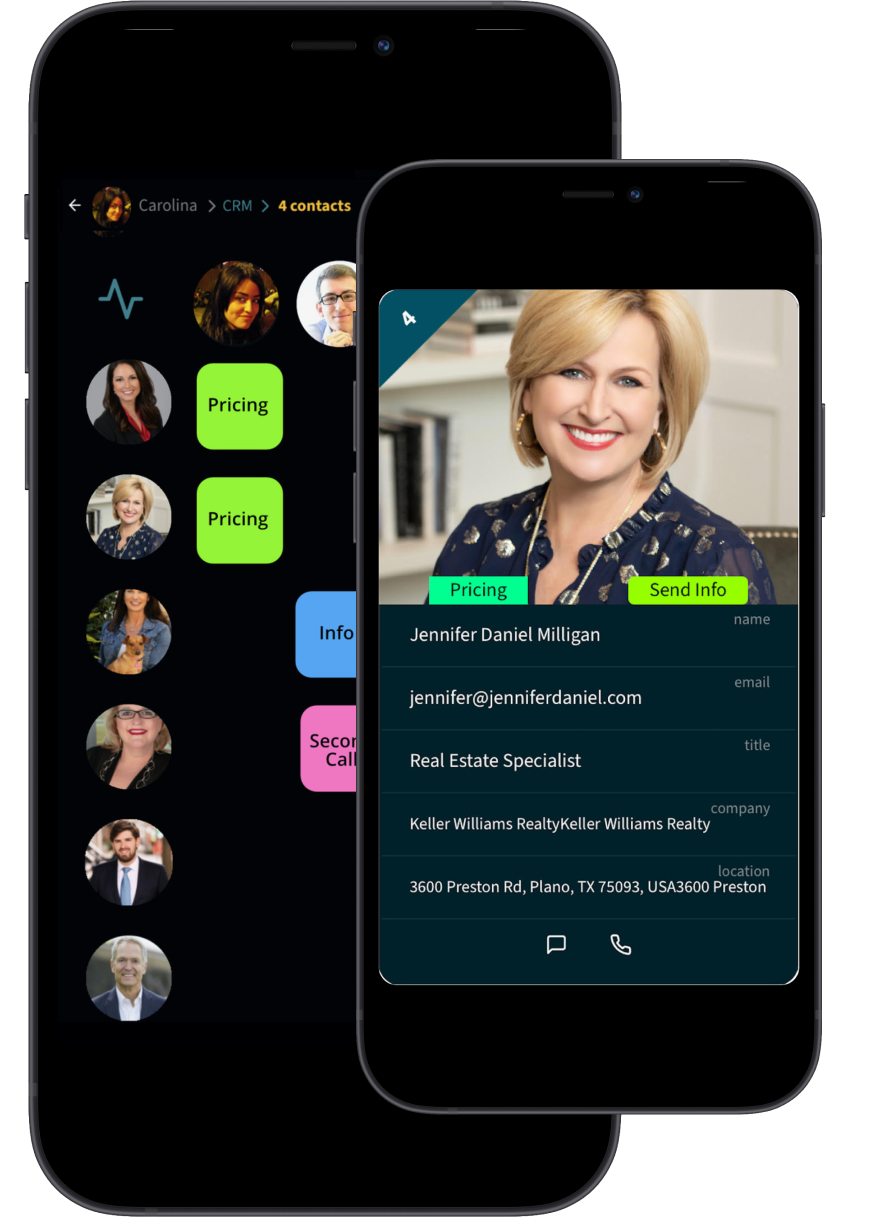 Carolina > CRM > 4 contacts
Pricing
Pricing
Info
Secon
Call
4
Pricing
Send Info
name
Jennifer Daniel Milligan
email
jennifer@jenniferdaniel.com
title
Real Estate Specialist
company
Keller Williams RealtyKeller Williams Realty
location
3600 Preston Rd, Plano, TX 75093, USA3600 Preston